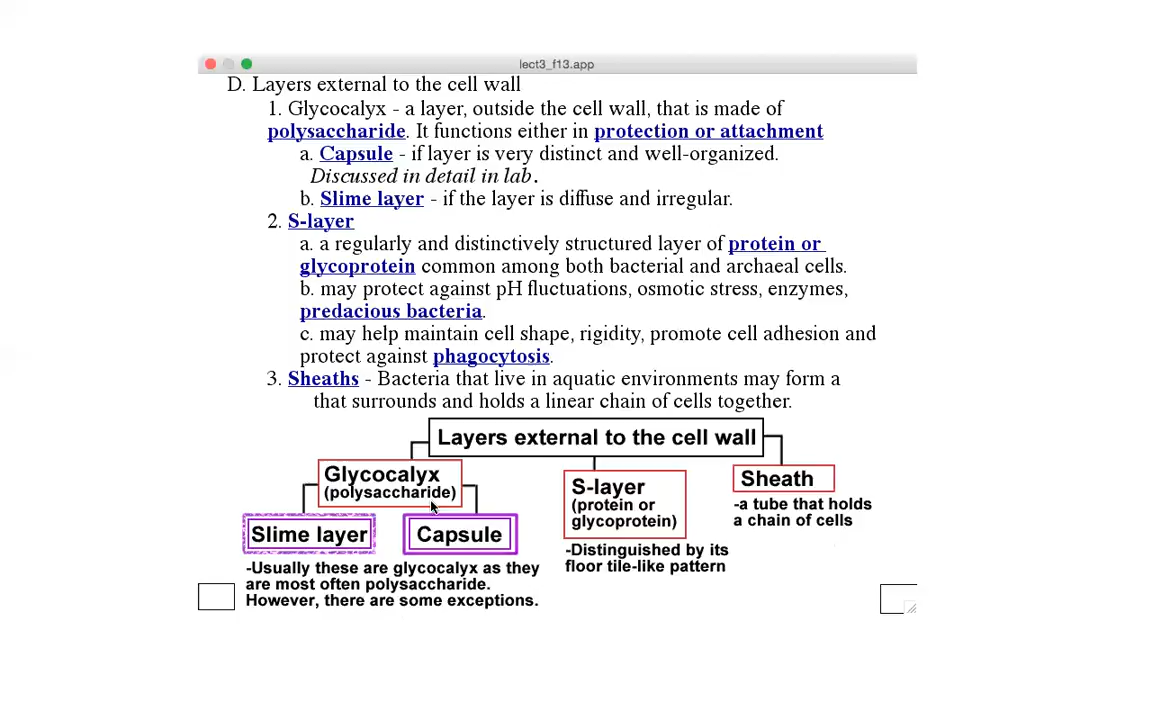 lect3_f13.app
D. Layers external to the cell wall
1. Glycocalyx - a layer, outside the cell wall, that is made of
polysaccharide. It functions either in protection or attachment
a. Capsule - if layer is very distinct and well-organized.
Discussed in detail in lab.
b. Slime layer - if the layer is diffuse and irregular.
2. S-layer
a. a regularly and distinctively structured layer of protein or
glycoprotein common among both bacterial and archaeal cells.
b. may protect against pH fluctuations, osmotic stress, enzymes,
predacious bacteria.
c. may help maintain cell shape, rigidity, promote cell adhesion and
protect against phagocytosis.
3. Sheaths - Bacteria that live in aquatic environments may form a
that surrounds and holds a linear chain of cells together.
Layers external to the cell wall
Glycocalyx
(polysaccharide)
Slime layer
Capsule
-Usually these are glycocalyx as they
are most often polysaccharide.
However, there are some exceptions.
S-layer
(protein or
glycoprotein)
-Distinguished by its
floor tile-like pattern
Sheath
-a tube that holds
a chain of cells